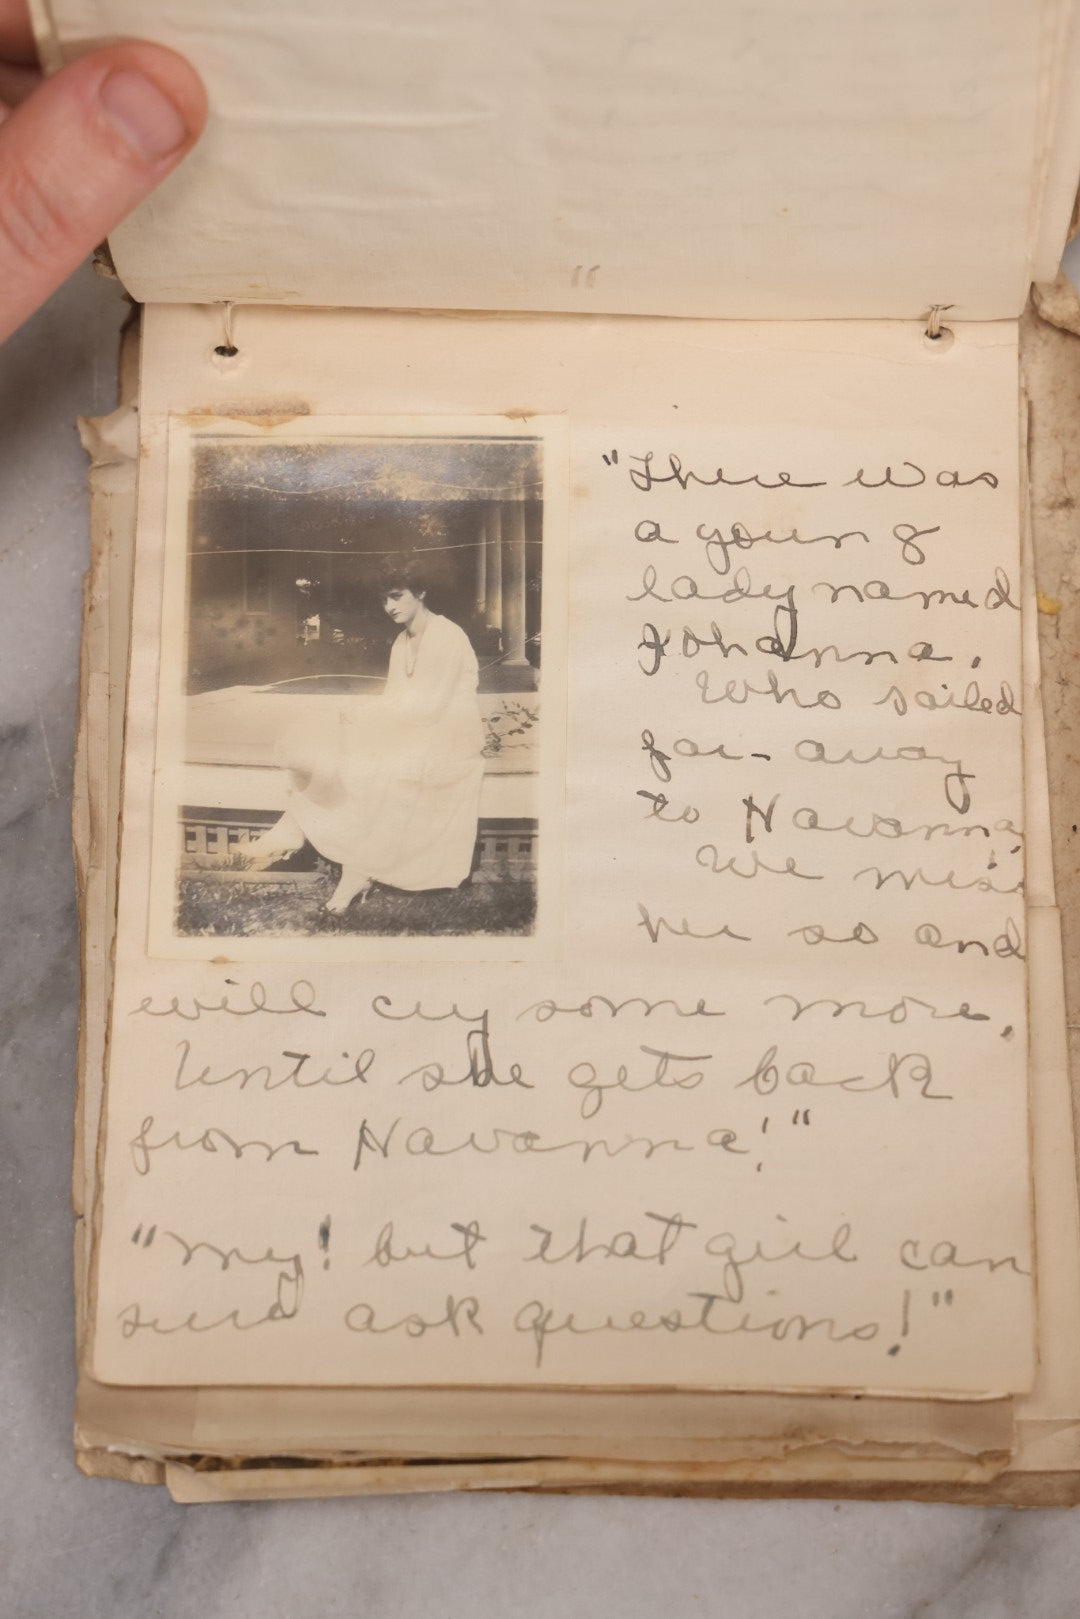 "There was
a young
lady named
Johanna,
Who sailed
far-away
to Havanna,
We miss
her so and
will cry some more,
Until she gets back
from Havanna!"
"My! but that girl can
sure ask questions!"